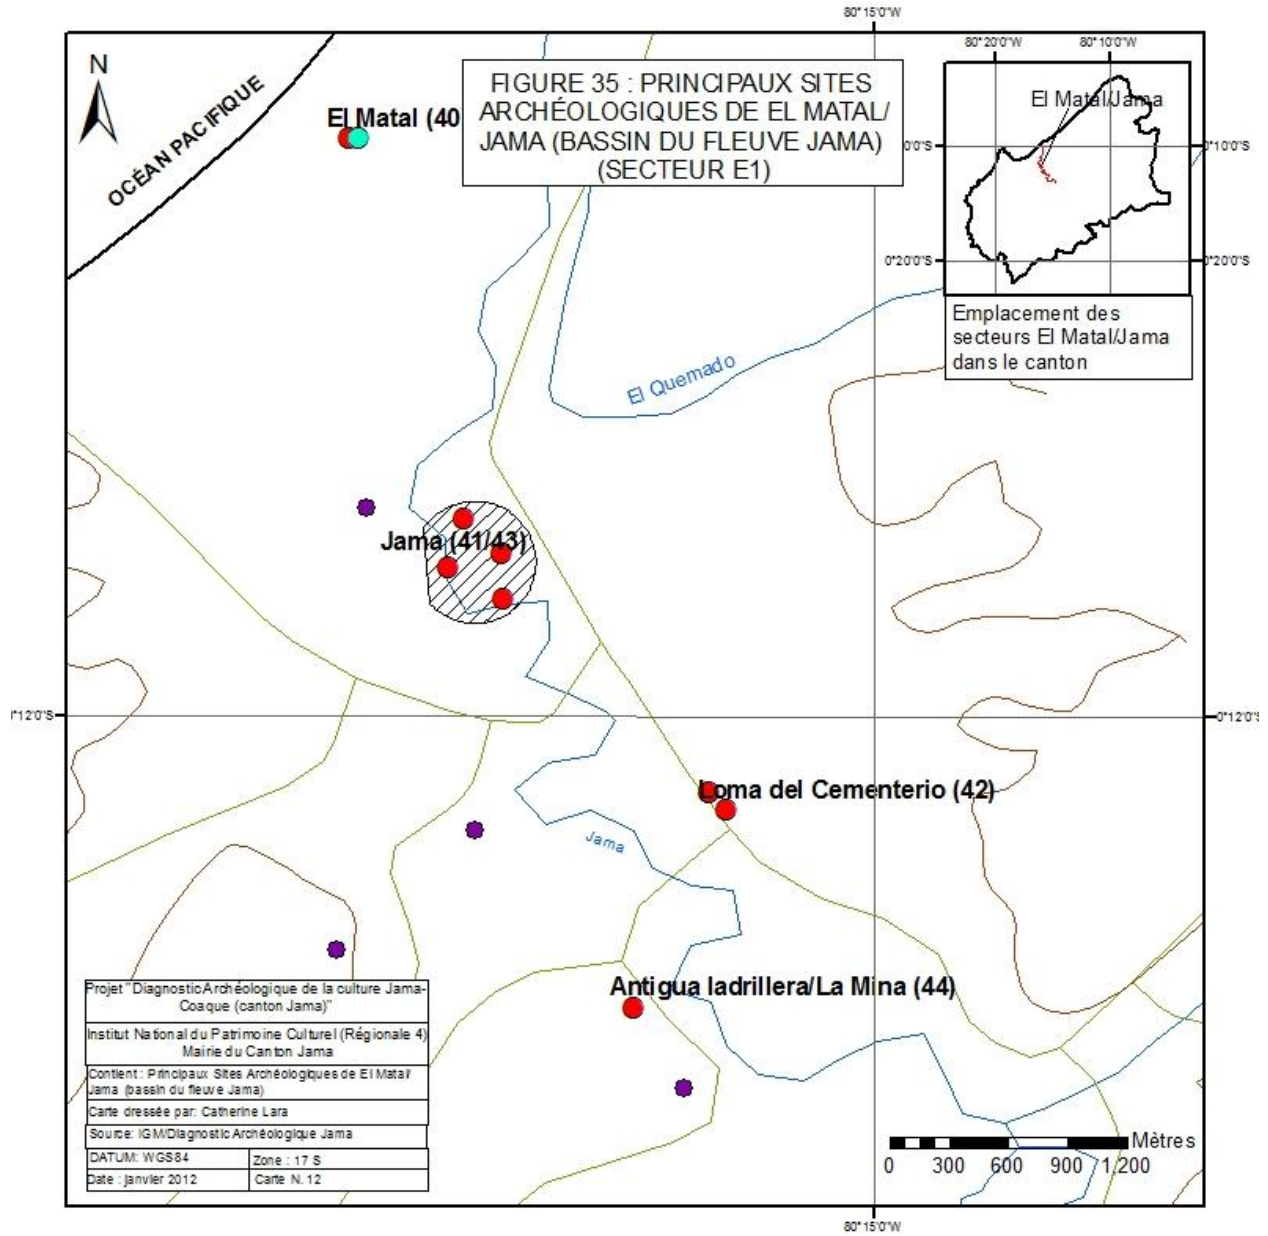 80°15'0"W
N
OCÉAN PACIFIQUE
El Matal (40
FIGURE 35 : PRINCIPAUX SITES
ARCHÉOLOGIQUES DE EL MATAL/
JAMA (BASSIN DU FLEUVE JAMA)
(SECTEUR E1)
80°20'0"W
80°10'0"W
El Matal/Jama
0'0"S
0°10'0"S
0°20'0"S
0°20'0"S
Emplacement des
secteurs El Matal/Jama
dans le canton
El Quemado
Jama (41/43)
°12'0"S
0°12'0"S
Loma del Cementerio (42)
Jama
Antigua ladrillera/La Mina (44)
Projet "Diagnostic Archéologique de la culture Jama-
Coaque (canton Jama)"
Institut National du Patrimoine Culturel (Régionale 4)
Mairie du Canton Jama
Contient : Principaux Sites Archéologiques de El Matal/
Jama (bassin du fleuve Jama)
Carte dressée par: Catherine Lara
Source: IGM/Diagnostic Archéologique Jama
DATUM: WGS84
Zone : 17 S
Date : janvier 2012
Carte N. 12
Mètres
0 300 600 900 1.200
80°15'0"W